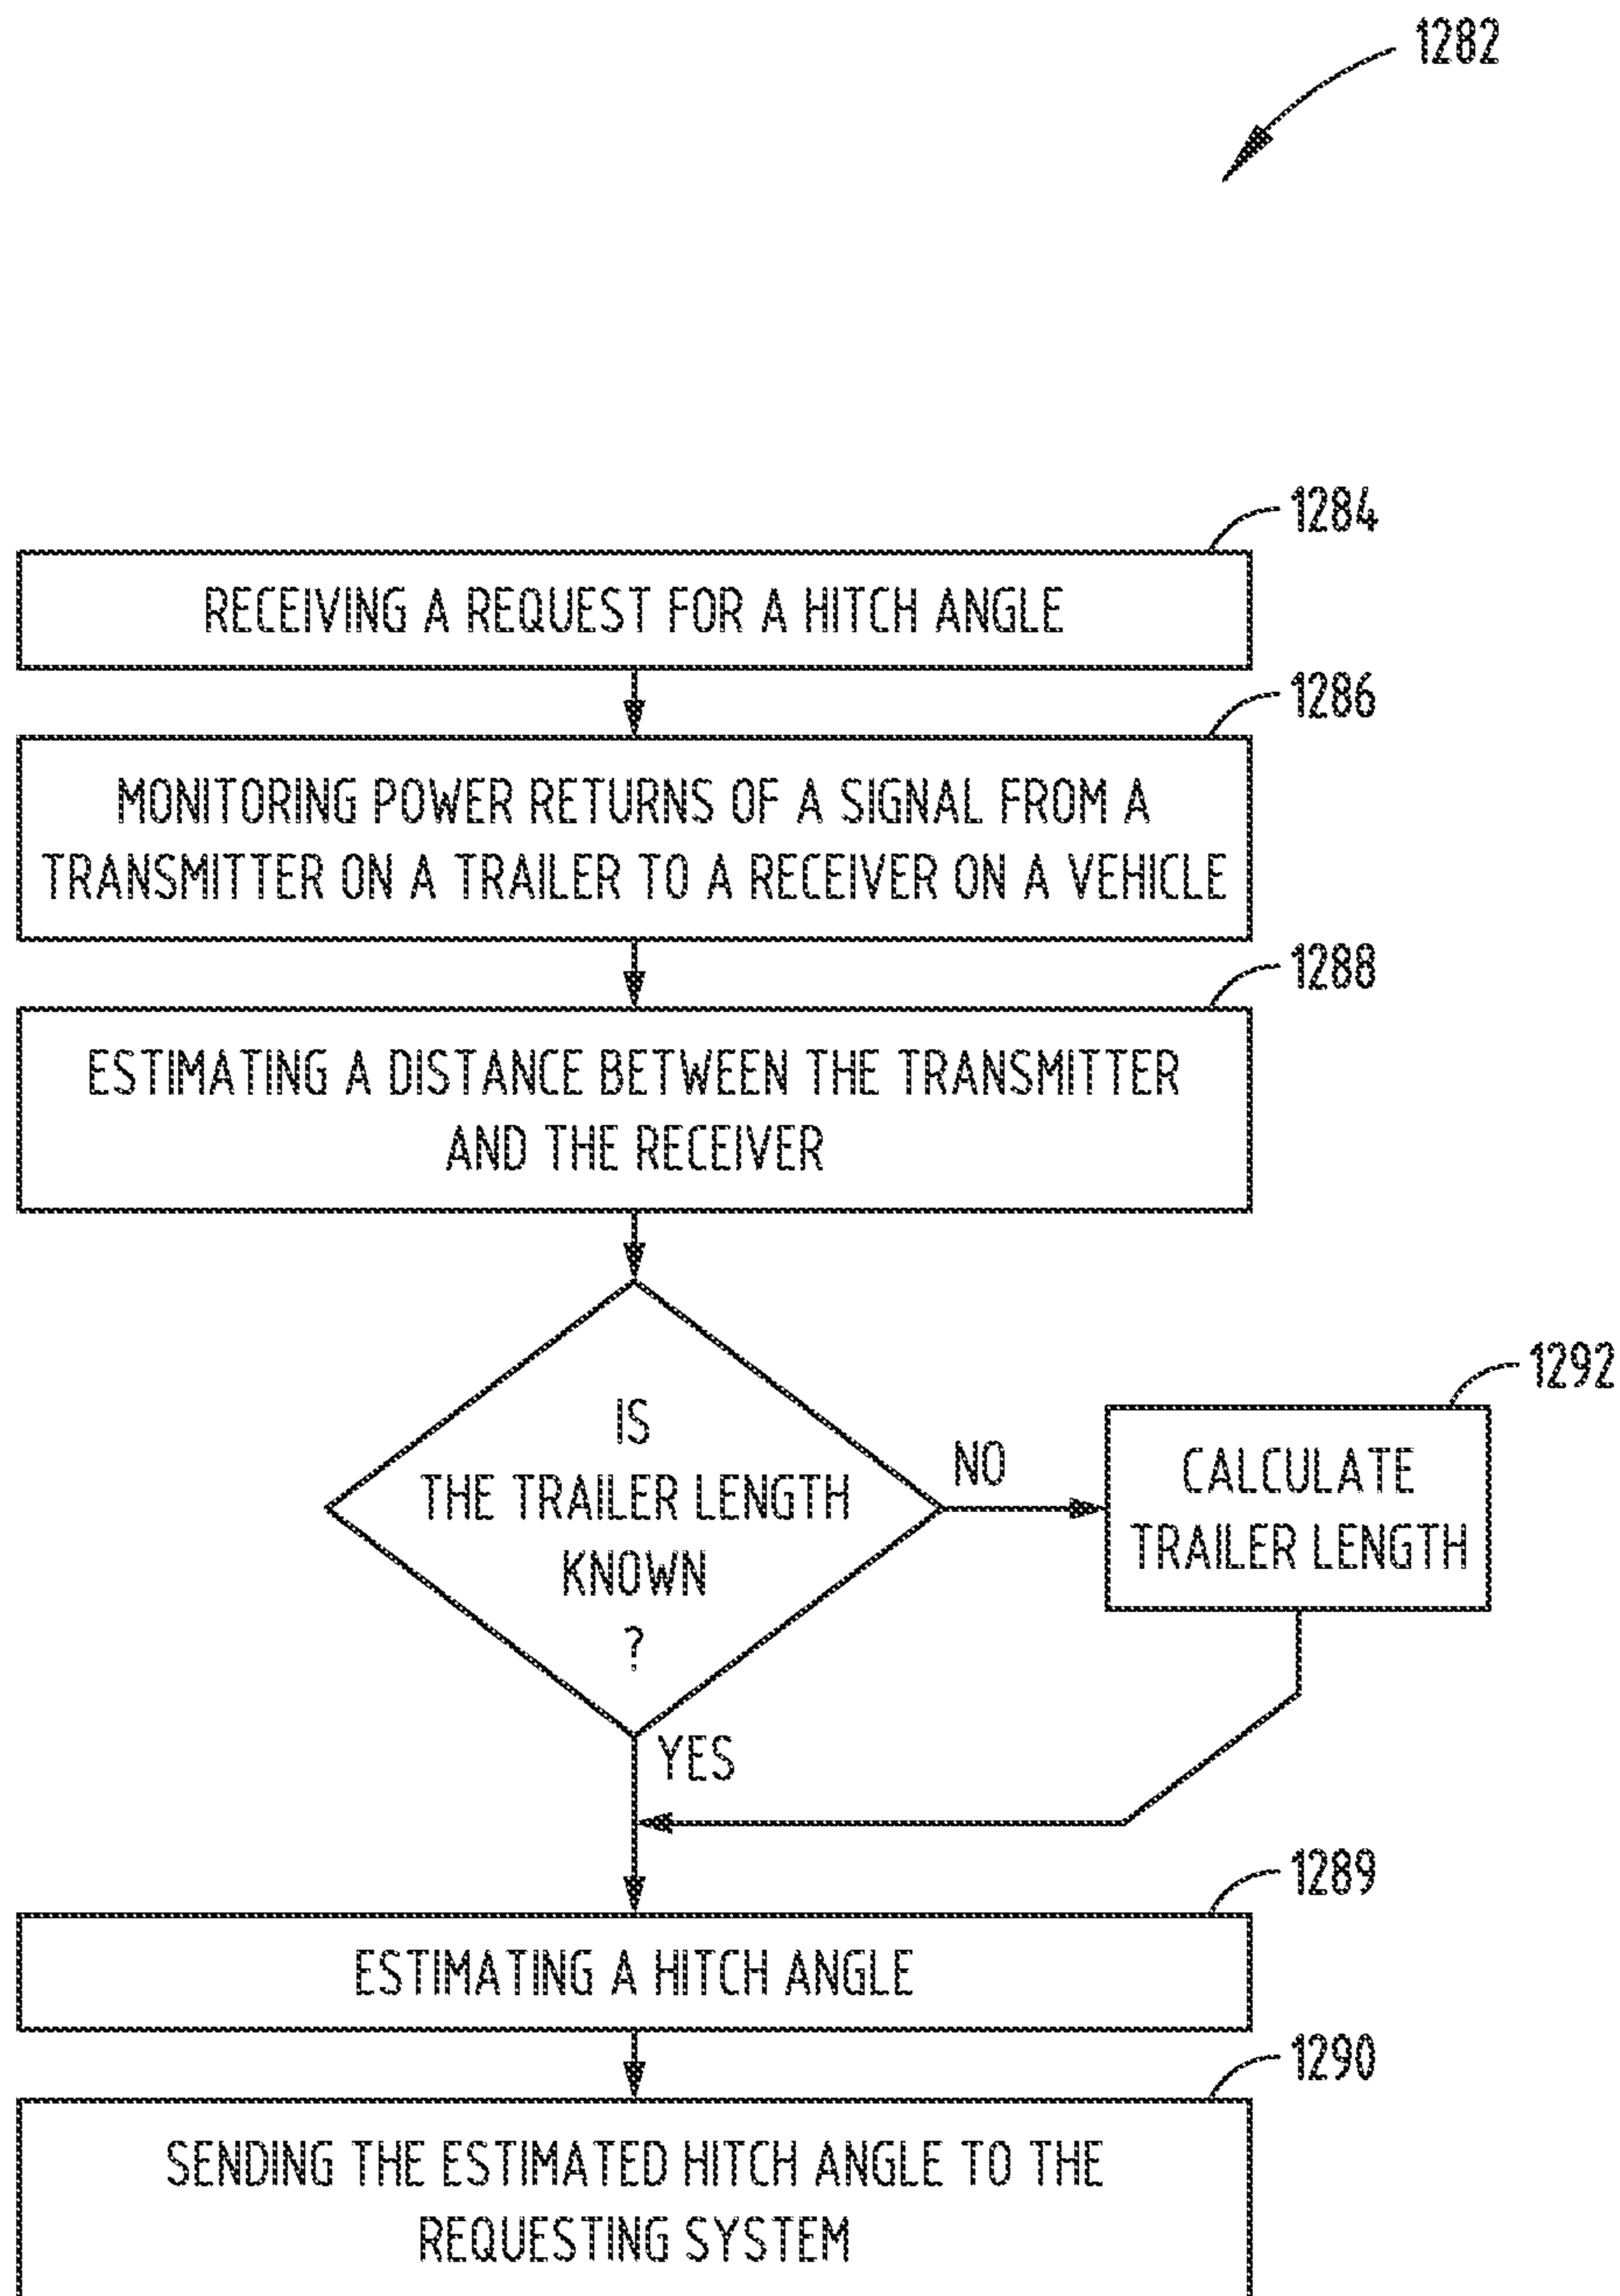 1282
1284
RECEIVING A REQUEST FOR A HITCH ANGLE
1286
MONITORING POWER RETURNS OF A SIGNAL FROM A
TRANSMITTER ON A TRAILER TO A RECEIVER ON A VEHICLE
1288
ESTIMATING A DISTANCE BETWEEN THE TRANSMITTER
AND THE RECEIVER
IS
THE TRAILER LENGTH
KNOWN
?
NO
1292
CALCULATE
TRAILER LENGTH
YES
1289
ESTIMATING A HITCH ANGLE
1290
SENDING THE ESTIMATED HITCH ANGLE TO THE
REQUESTING SYSTEM